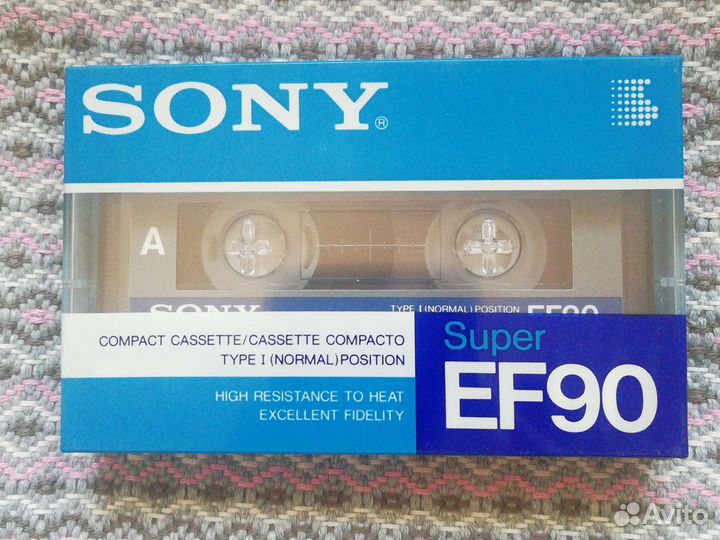 SONY®
A
SONY TYPE I (NORMAL) POSITION EF90
COMPACT CASSETTE/CASSETTE COMPACTO
TYPE I (NORMAL) POSITION
HIGH RESISTANCE TO HEAT
EXCELLENT FIDELITY
Super
EF90
Avito